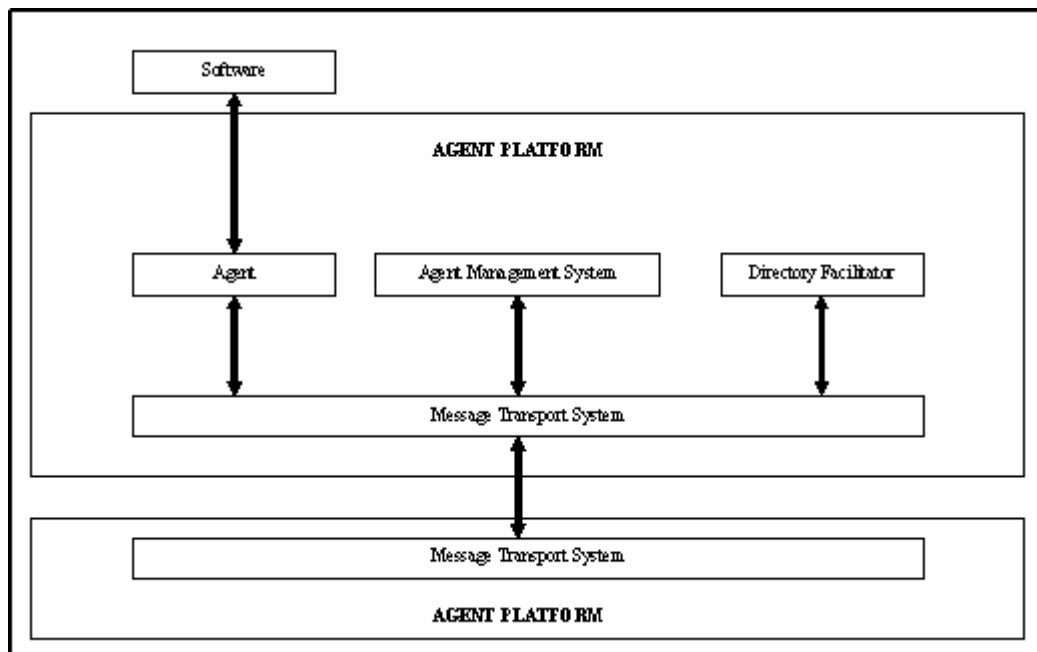 Software
AGENT PLATFORM
Agent
Agent Management System
Directory Facilitator
Message Transport System
Message Transport System
AGENT PLATFORM